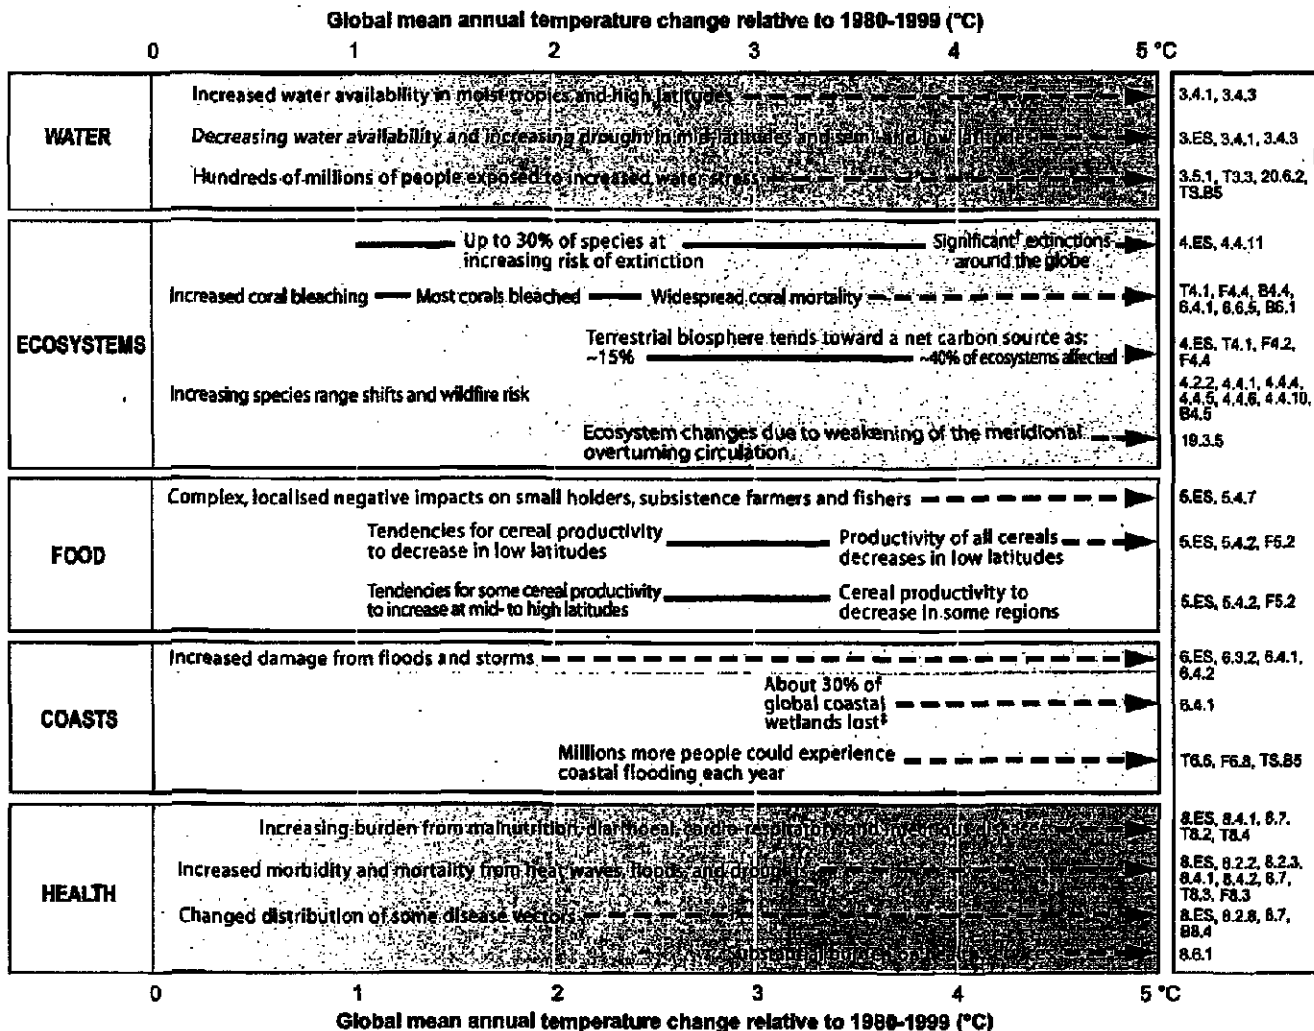 Global mean annual temperature change relative to 1980-1999 (°C)
0 1 2 3 4 5 °C
WATER
Increased water availability in moist tropics and high latitudes
3.4.1, 3.4.3
Decreasing water availability and increasing drought in mid-latitudes and semi-arid low latitudes
3.ES, 3.4.1, 3.4.3
Hundreds of millions of people exposed to increased water stress
3.5.1, T3.3, 20.6.2,
TS.B5
ECOSYSTEMS
Up to 30% of species at
increasing risk of extinction
Significant† extinctions
around the globe
4.ES, 4.4.11
Increased coral bleaching
Most corals bleached
Widespread coral mortality
T4.1, F4.4, B4.4,
6.4.1, 6.6.5, B6.1
Terrestrial biosphere tends toward a net carbon source as:
~15%
~40% of ecosystems affected
4.ES, T4.1, F4.2,
F4.4
Increasing species range shifts and wildfire risk
4.2.2, 4.4.1, 4.4.4,
4.4.5, 4.4.6, 4.4.10,
B4.5
Ecosystem changes due to weakening of the meridional
overturning circulation
19.3.5
FOOD
Complex, localised negative impacts on small holders, subsistence farmers and fishers
5.ES, 5.4.7
Tendencies for cereal productivity
to decrease in low latitudes
Productivity of all cereals
decreases in low latitudes
5.ES, 5.4.2, F5.2
Tendencies for some cereal productivity
to increase at mid- to high latitudes
Cereal productivity to
decrease in some regions
5.ES, 5.4.2, F5.2
COASTS
Increased damage from floods and storms
6.ES, 6.3.2, 6.4.1,
6.4.2
About 30% of
global coastal
wetlands lost‡
6.4.1
Millions more people could experience
coastal flooding each year
T6.6, F6.8, TS.B5
HEALTH
Increasing burden from malnutrition, diarrhoeal, cardio-respiratory and infectious diseases
8.ES, 8.4.1, 8.7,
T8.2, T8.4
Increased morbidity and mortality from heat waves, floods and droughts
8.ES, 8.2.2, 8.2.3,
8.4.1, 8.4.2, 8.7,
T8.3, F8.3
Changed distribution of some disease vectors
8.ES, 8.2.8, 8.7,
B8.4
Substantial burden on health services
8.6.1
0 1 2 3 4 5 °C
Global mean annual temperature change relative to 1980-1999 (°C)